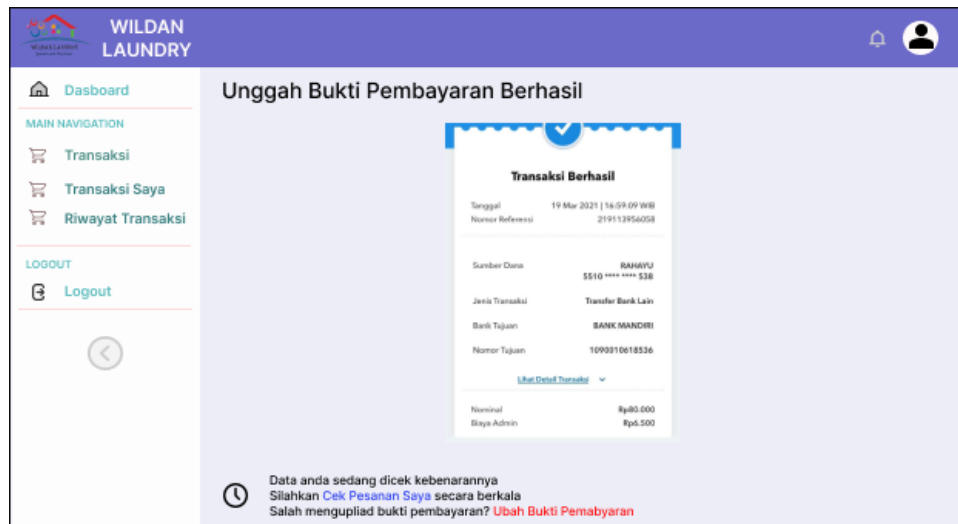 WILDAN
LAUNDRY
Dasboard
MAIN NAVIGATION
Transaksi
Transaksi Saya
Riwayat Transaksi
LOGOUT
Logout
Unggah Bukti Pembayaran Berhasil
Transaksi Berhasil
Tanggal 19 Mar 2021 | 16:59:09 WIB
Nomor Referensi 219113956058
Sumber Dana RAHAYU
5510 **** **** 538
Jenis Transaksi Transfer Bank Lain
Bank Tujuan BANK MANDIRI
Nomor Tujuan 1090010618536
Lihat Detail Transaksi
Nominal Rp80.000
Biaya Admin Rp6.500
Data anda sedang dicek kebenarannya
Silahkan Cek Pesanan Saya secara berkala
Salah mengupliad bukti pembayaran? Ubah Bukti Pemabyaran